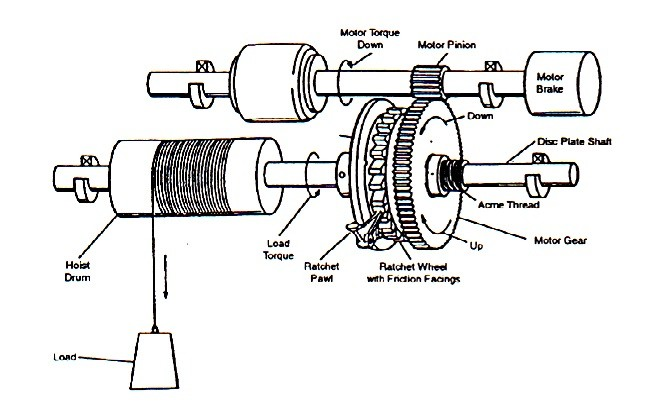 Motor Torque
Down
Motor Pinion
Motor
Brake
Down
Disc Plate Shaft
Acme Thread
Motor Gear
Up
Load
Torque
Ratchet
Pawl
Ratchet Wheel
with Friction Facings
Hoist
Drum
Load